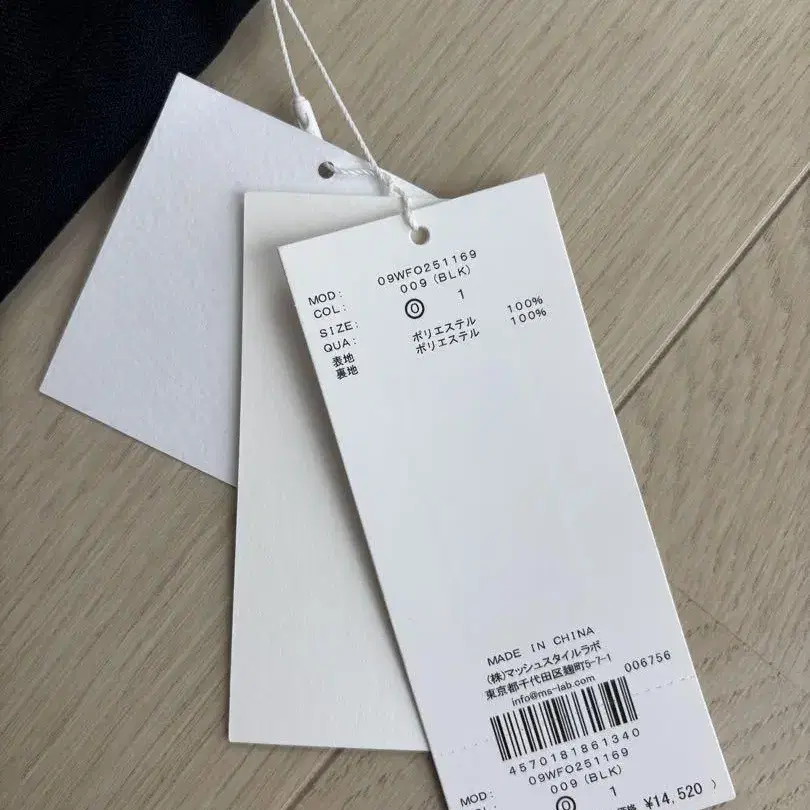 MOD: 09WFO251169
COL: 009 (BLK)
SIZE: ⓪ 1
QUA:
表地 ポリエステル 100%
裏地 ポリエステル 100%
MADE IN CHINA
(株)マッシュスタイルラボ
東京都千代田区麹町5-7-1 006756
info@ms-lab.com
4570181861340
MOD: 09WFO251169
009 (BLK)
⓪ 1
¥14,520